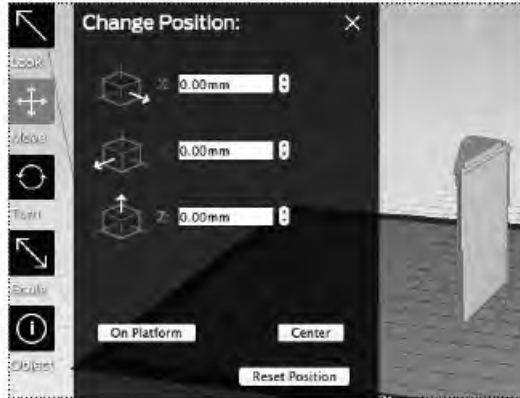 Change Position:
Look
X: 0.00mm
Move
0.00mm
Turn
Z: 0.00mm
Scale
Object
On Platform
Center
Reset Position